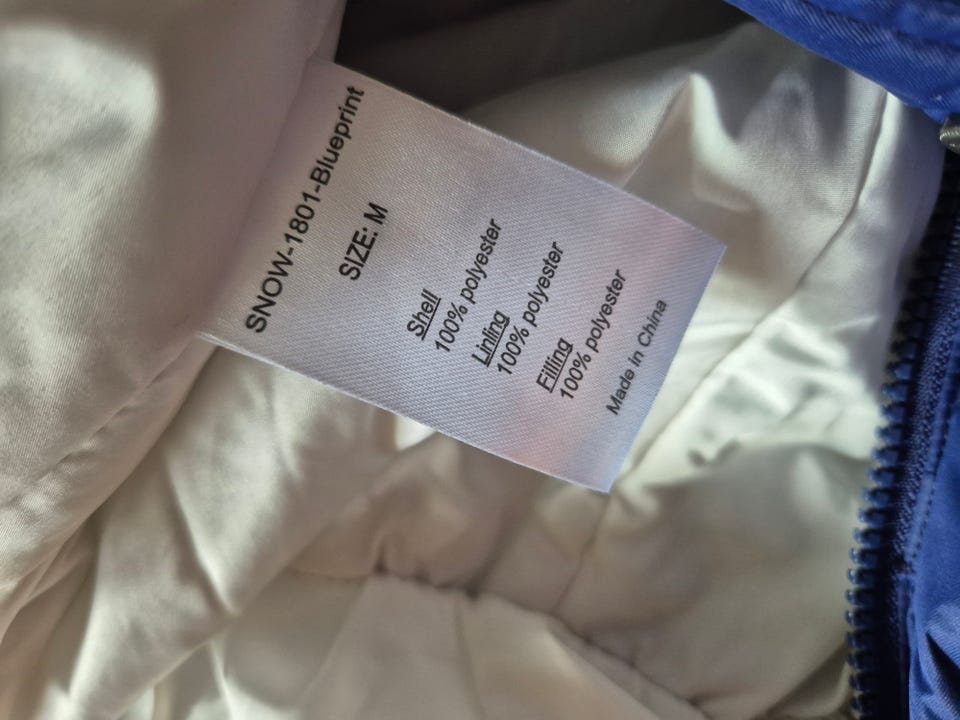 SNOW-1801-Blueprint
SIZE: M
Shell
100% polyester
Linling
100% polyester
Filling
100% polyester
Made in China